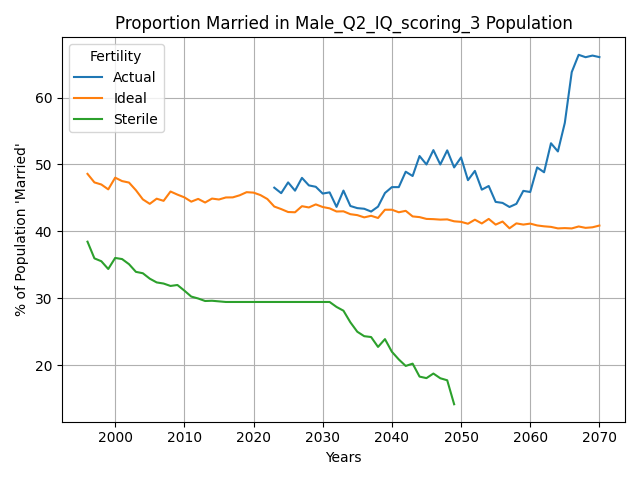 Proportion Married in Male_Q2_IQ_scoring_3 Population
Fertility
Actual
Ideal
Sterile
% of Population 'Married'
60
50
40
30
20
2000 2010 2020 2030 2040 2050 2060 2070
Years